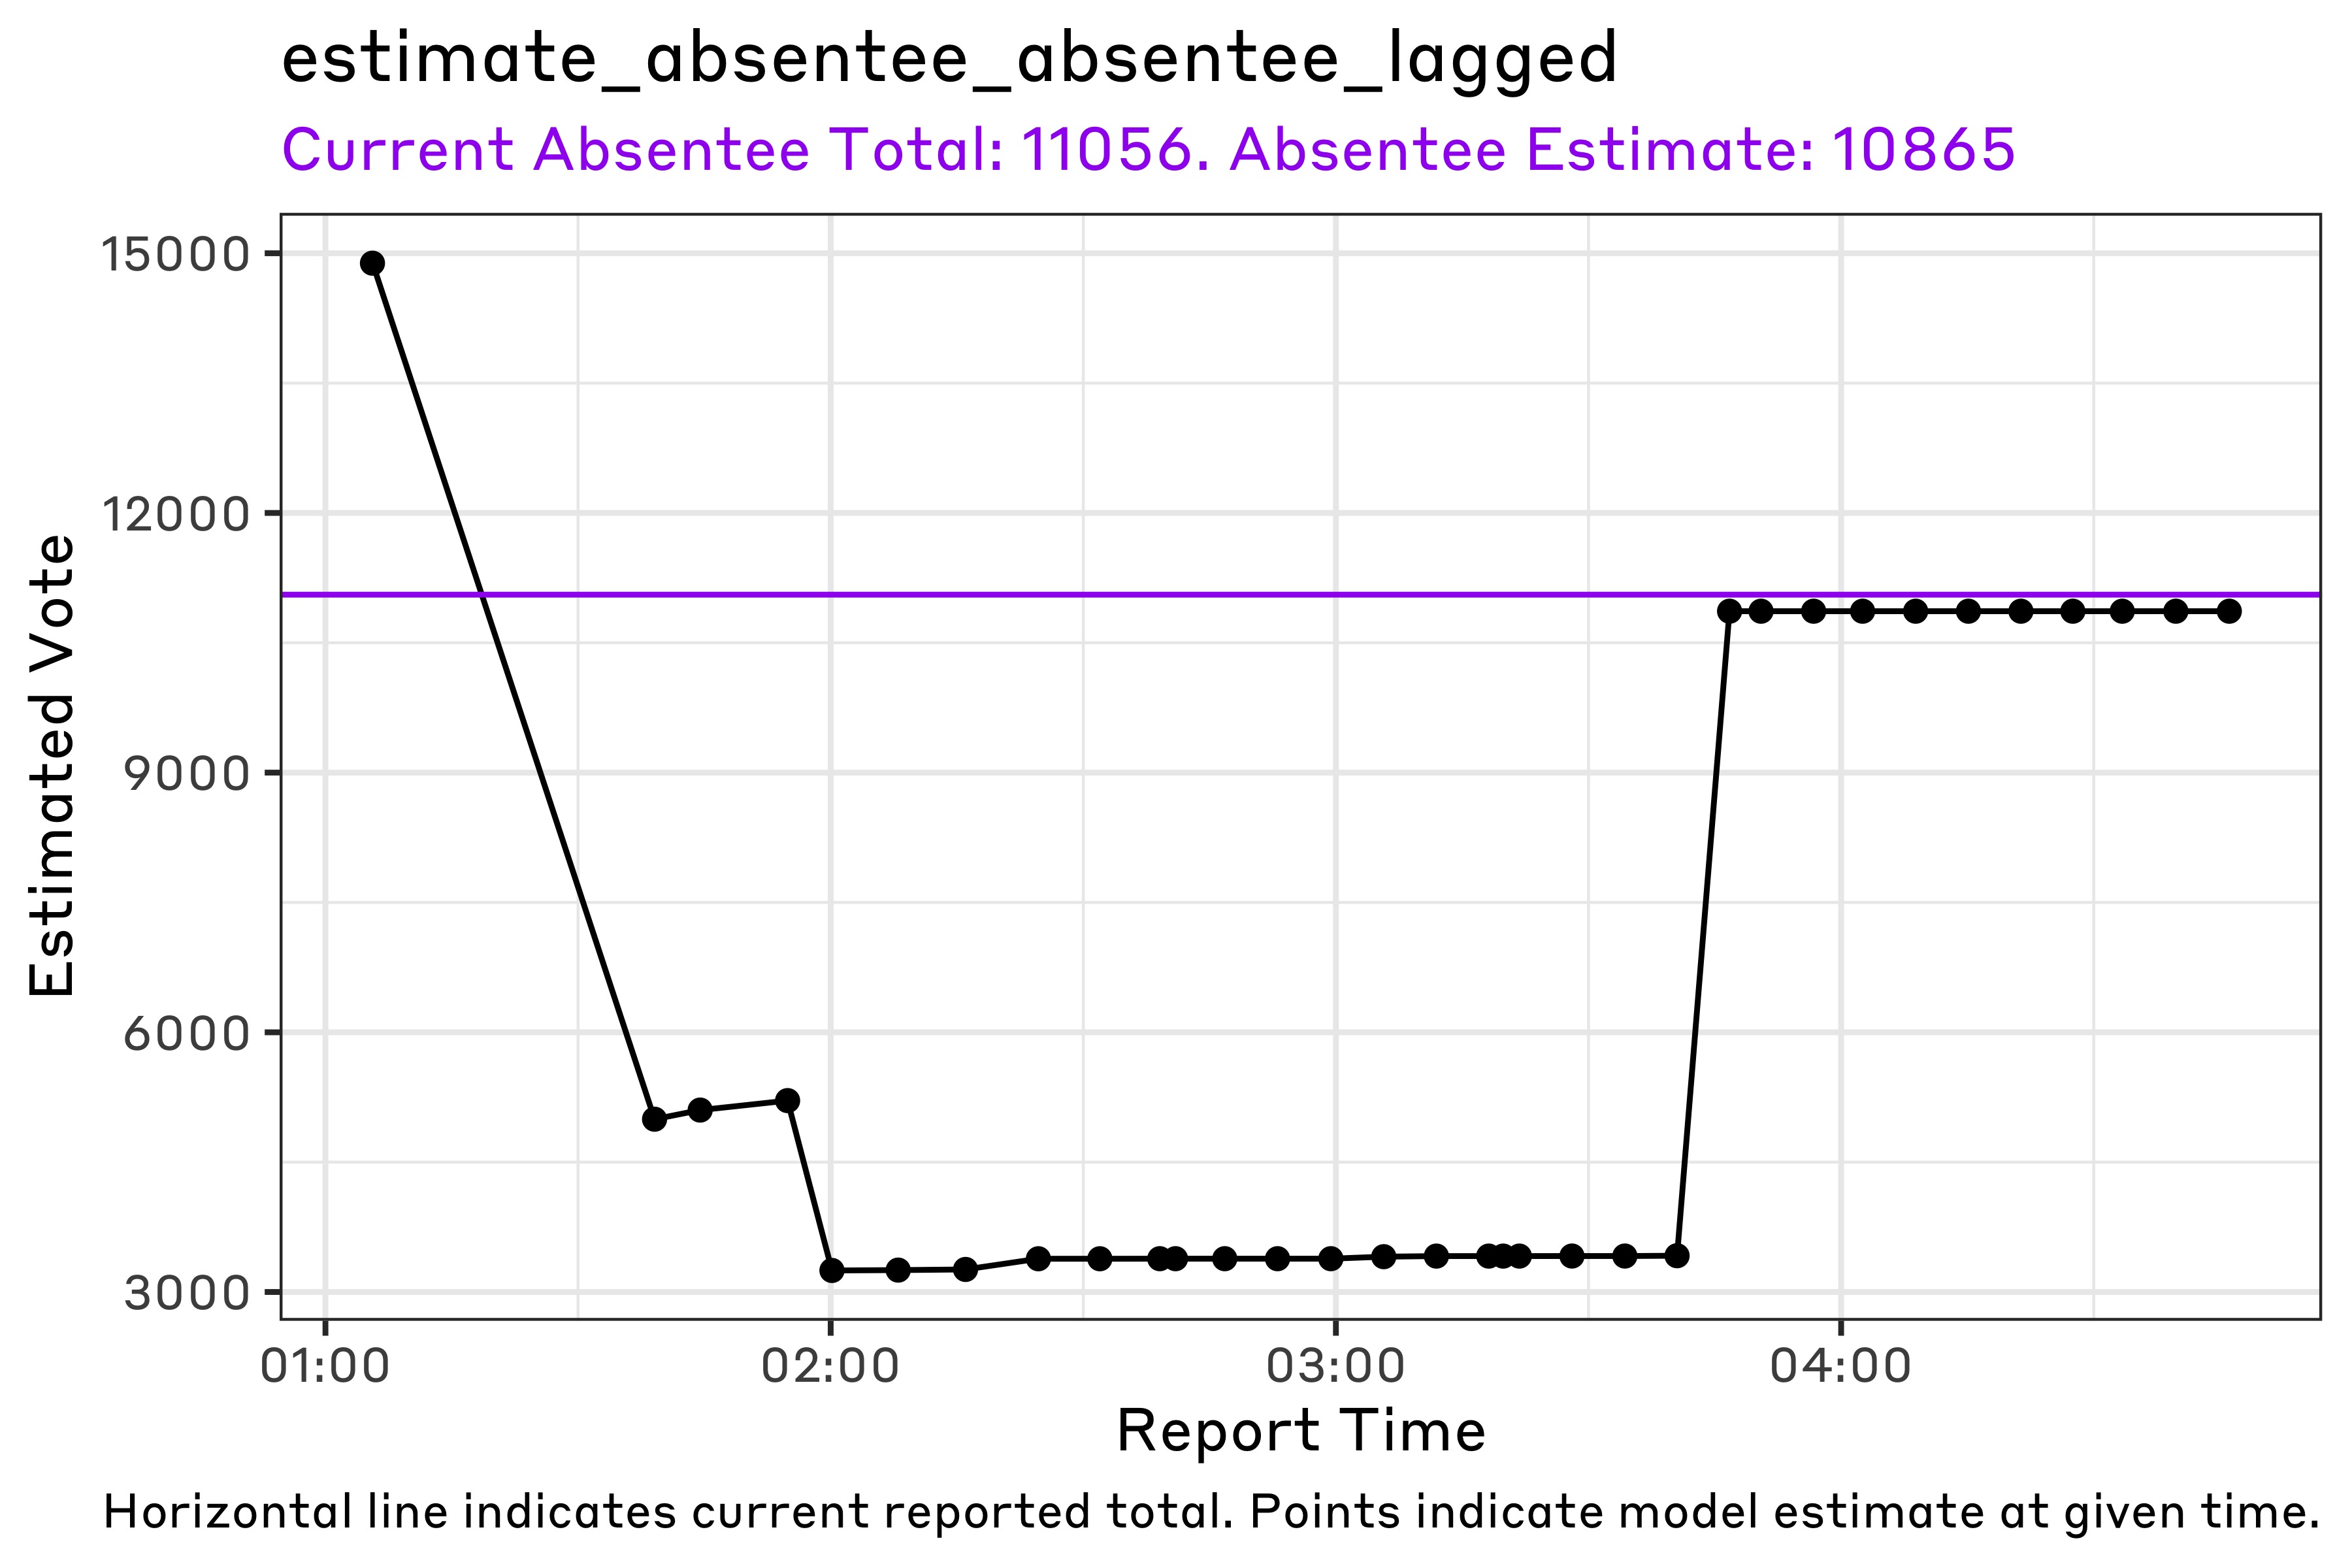 estimate_absentee_absentee_lagged
Current Absentee Total: 11056. Absentee Estimate: 10865
Estimated Vote
15000
12000
9000
6000
3000
01:00 02:00 03:00 04:00
Report Time
Horizontal line indicates current reported total. Points indicate model estimate at given time.